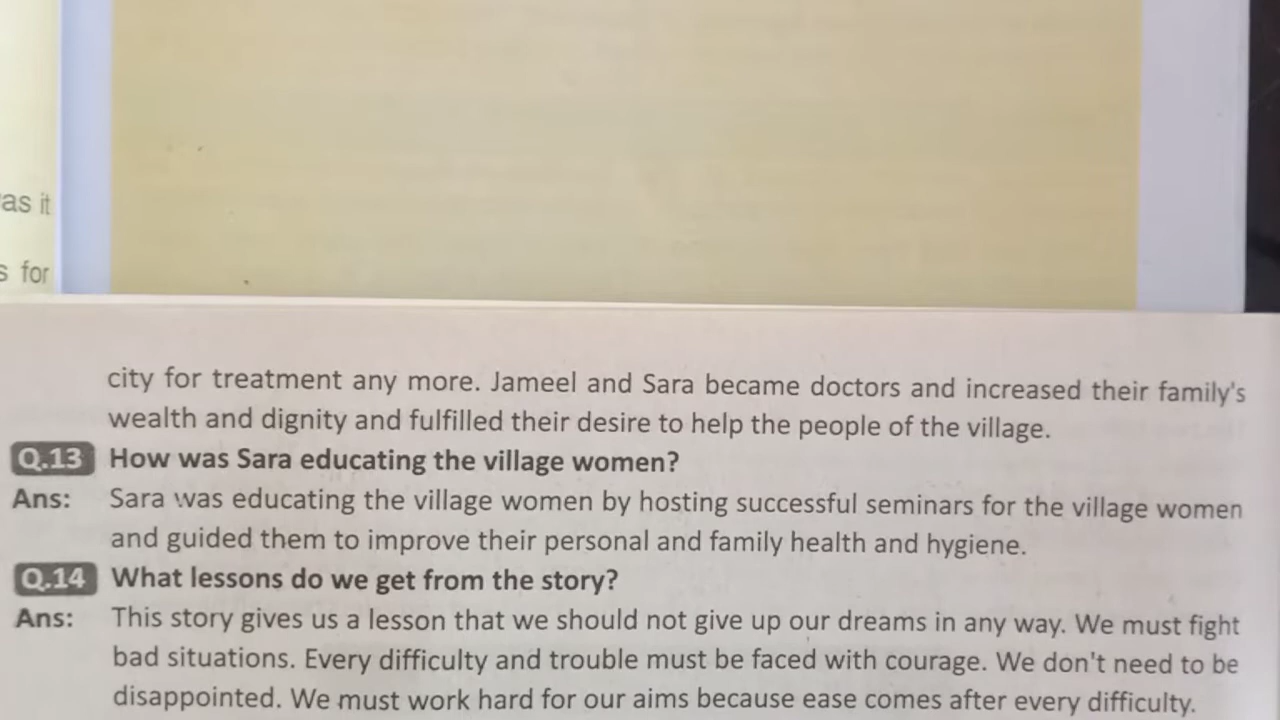 as it
s for
city for treatment any more. Jameel and Sara became doctors and increased their family's
wealth and dignity and fulfilled their desire to help the people of the village.
Q.13 How was Sara educating the village women?
Ans: Sara was educating the village women by hosting successful seminars for the village women
and guided them to improve their personal and family health and hygiene.
Q.14 What lessons do we get from the story?
Ans: This story gives us a lesson that we should not give up our dreams in any way. We must fight
bad situations. Every difficulty and trouble must be faced with courage. We don't need to be
disappointed. We must work hard for our aims because ease comes after every difficulty.